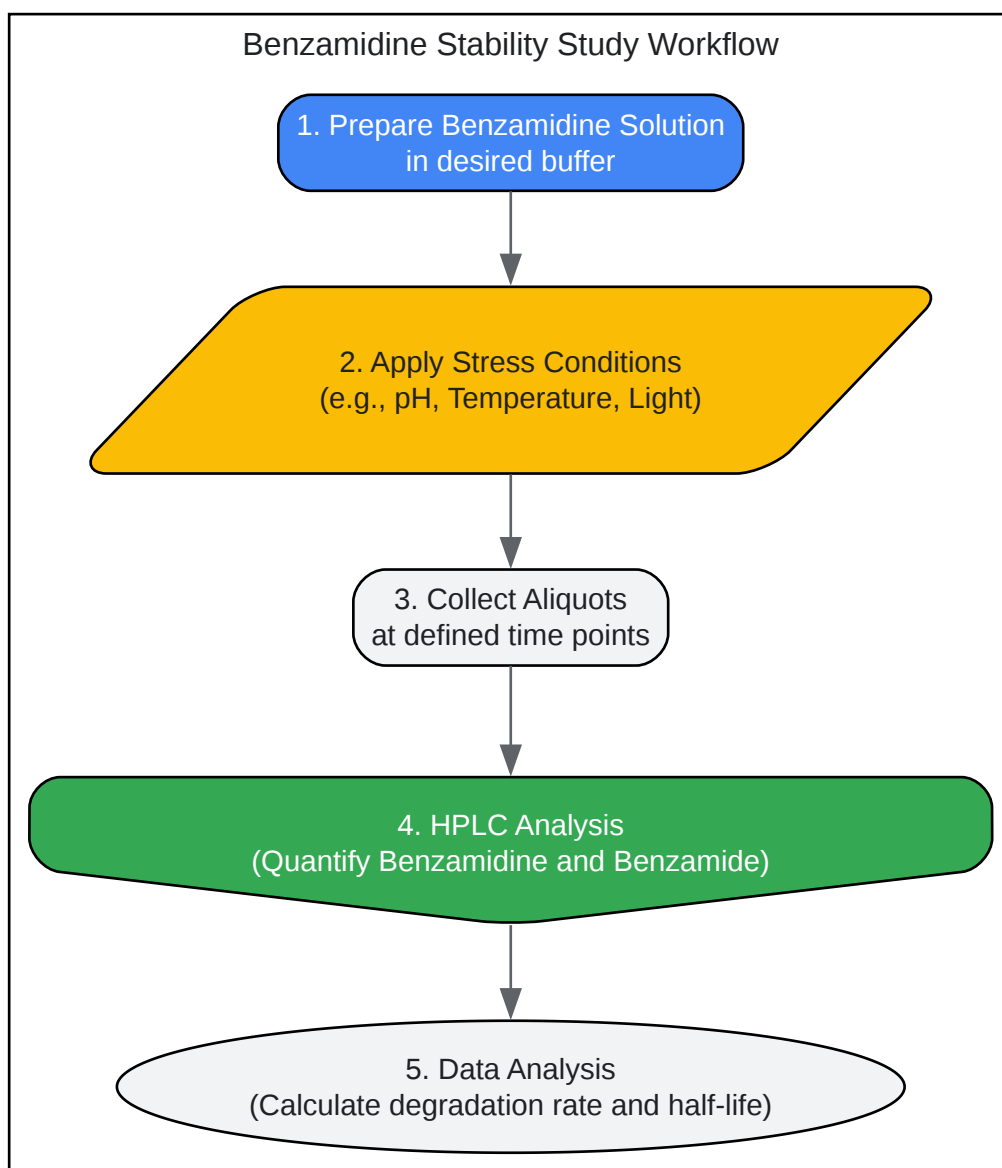 Benzamidine Stability Study Workflow
1. Prepare Benzamidine Solution
in desired buffer
2. Apply Stress Conditions
(e.g., pH, Temperature, Light)
3. Collect Aliquots
at defined time points
4. HPLC Analysis
(Quantify Benzamidine and Benzamide)
5. Data Analysis
(Calculate degradation rate and half-life)